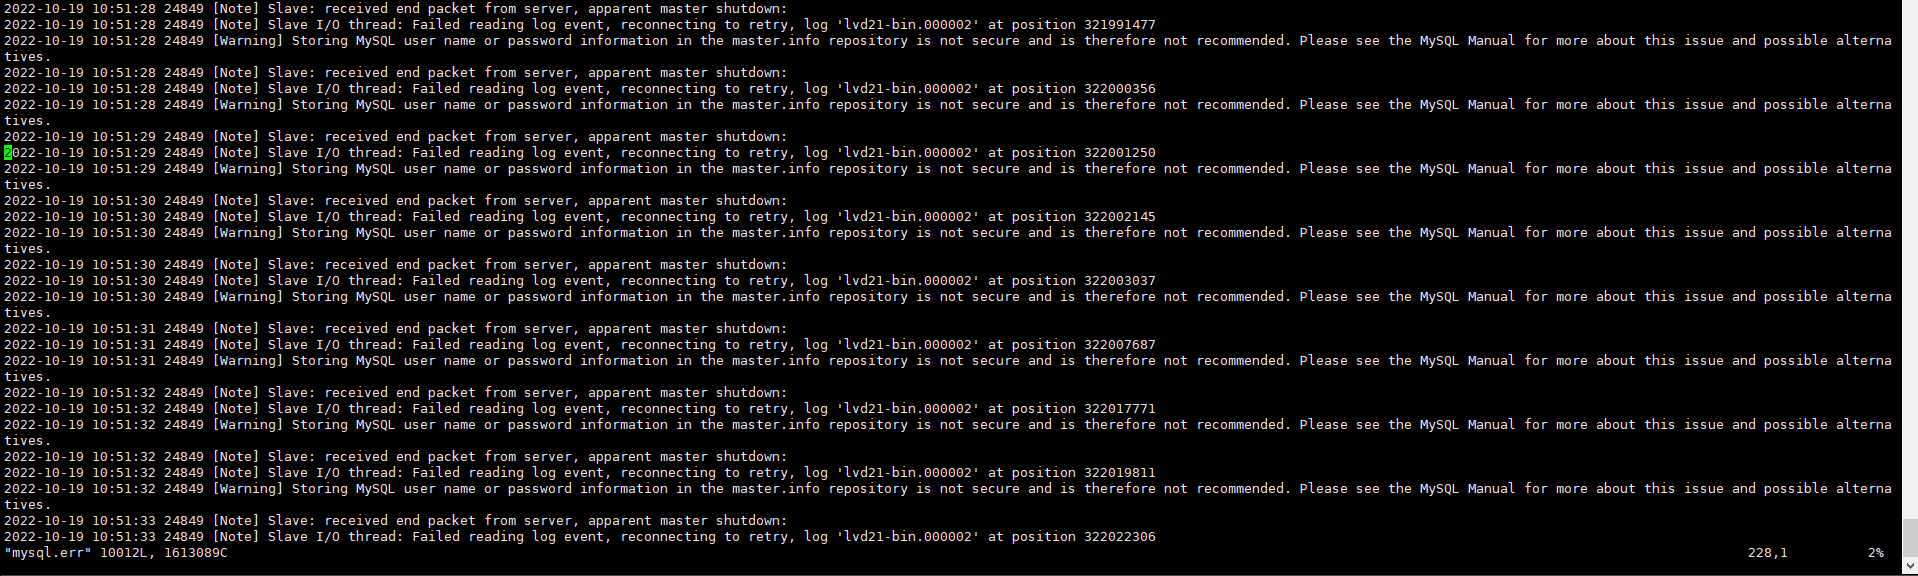 2022-10-19 10:51:28 24849 [Note] Slave: received end packet from server, apparent master shutdown:
2022-10-19 10:51:28 24849 [Note] Slave I/O thread: Failed reading log event, reconnecting to retry, log 'lvd21-bin.000002' at position 321991477
2022-10-19 10:51:28 24849 [Warning] Storing MySQL user name or password information in the master.info repository is not secure and is therefore not recommended. Please see the MySQL Manual for more about this issue and possible alterna
tives.
2022-10-19 10:51:28 24849 [Note] Slave: received end packet from server, apparent master shutdown:
2022-10-19 10:51:28 24849 [Note] Slave I/O thread: Failed reading log event, reconnecting to retry, log 'lvd21-bin.000002' at position 322000356
2022-10-19 10:51:28 24849 [Warning] Storing MySQL user name or password information in the master.info repository is not secure and is therefore not recommended. Please see the MySQL Manual for more about this issue and possible alterna
tives.
2022-10-19 10:51:29 24849 [Note] Slave: received end packet from server, apparent master shutdown:
2022-10-19 10:51:29 24849 [Note] Slave I/O thread: Failed reading log event, reconnecting to retry, log 'lvd21-bin.000002' at position 322001250
2022-10-19 10:51:29 24849 [Warning] Storing MySQL user name or password information in the master.info repository is not secure and is therefore not recommended. Please see the MySQL Manual for more about this issue and possible alterna
tives.
2022-10-19 10:51:30 24849 [Note] Slave: received end packet from server, apparent master shutdown:
2022-10-19 10:51:30 24849 [Note] Slave I/O thread: Failed reading log event, reconnecting to retry, log 'lvd21-bin.000002' at position 322002145
2022-10-19 10:51:30 24849 [Warning] Storing MySQL user name or password information in the master.info repository is not secure and is therefore not recommended. Please see the MySQL Manual for more about this issue and possible alterna
tives.
2022-10-19 10:51:30 24849 [Note] Slave: received end packet from server, apparent master shutdown:
2022-10-19 10:51:30 24849 [Note] Slave I/O thread: Failed reading log event, reconnecting to retry, log 'lvd21-bin.000002' at position 322003037
2022-10-19 10:51:30 24849 [Warning] Storing MySQL user name or password information in the master.info repository is not secure and is therefore not recommended. Please see the MySQL Manual for more about this issue and possible alterna
tives.
2022-10-19 10:51:31 24849 [Note] Slave: received end packet from server, apparent master shutdown:
2022-10-19 10:51:31 24849 [Note] Slave I/O thread: Failed reading log event, reconnecting to retry, log 'lvd21-bin.000002' at position 322007687
2022-10-19 10:51:31 24849 [Warning] Storing MySQL user name or password information in the master.info repository is not secure and is therefore not recommended. Please see the MySQL Manual for more about this issue and possible alterna
tives.
2022-10-19 10:51:32 24849 [Note] Slave: received end packet from server, apparent master shutdown:
2022-10-19 10:51:32 24849 [Note] Slave I/O thread: Failed reading log event, reconnecting to retry, log 'lvd21-bin.000002' at position 322017771
2022-10-19 10:51:32 24849 [Warning] Storing MySQL user name or password information in the master.info repository is not secure and is therefore not recommended. Please see the MySQL Manual for more about this issue and possible alterna
tives.
2022-10-19 10:51:32 24849 [Note] Slave: received end packet from server, apparent master shutdown:
2022-10-19 10:51:32 24849 [Note] Slave I/O thread: Failed reading log event, reconnecting to retry, log 'lvd21-bin.000002' at position 322019811
2022-10-19 10:51:32 24849 [Warning] Storing MySQL user name or password information in the master.info repository is not secure and is therefore not recommended. Please see the MySQL Manual for more about this issue and possible alterna
tives.
2022-10-19 10:51:33 24849 [Note] Slave: received end packet from server, apparent master shutdown:
2022-10-19 10:51:33 24849 [Note] Slave I/O thread: Failed reading log event, reconnecting to retry, log 'lvd21-bin.000002' at position 322022306
"mysql.err" 10012L, 1613089C 228,1 2%